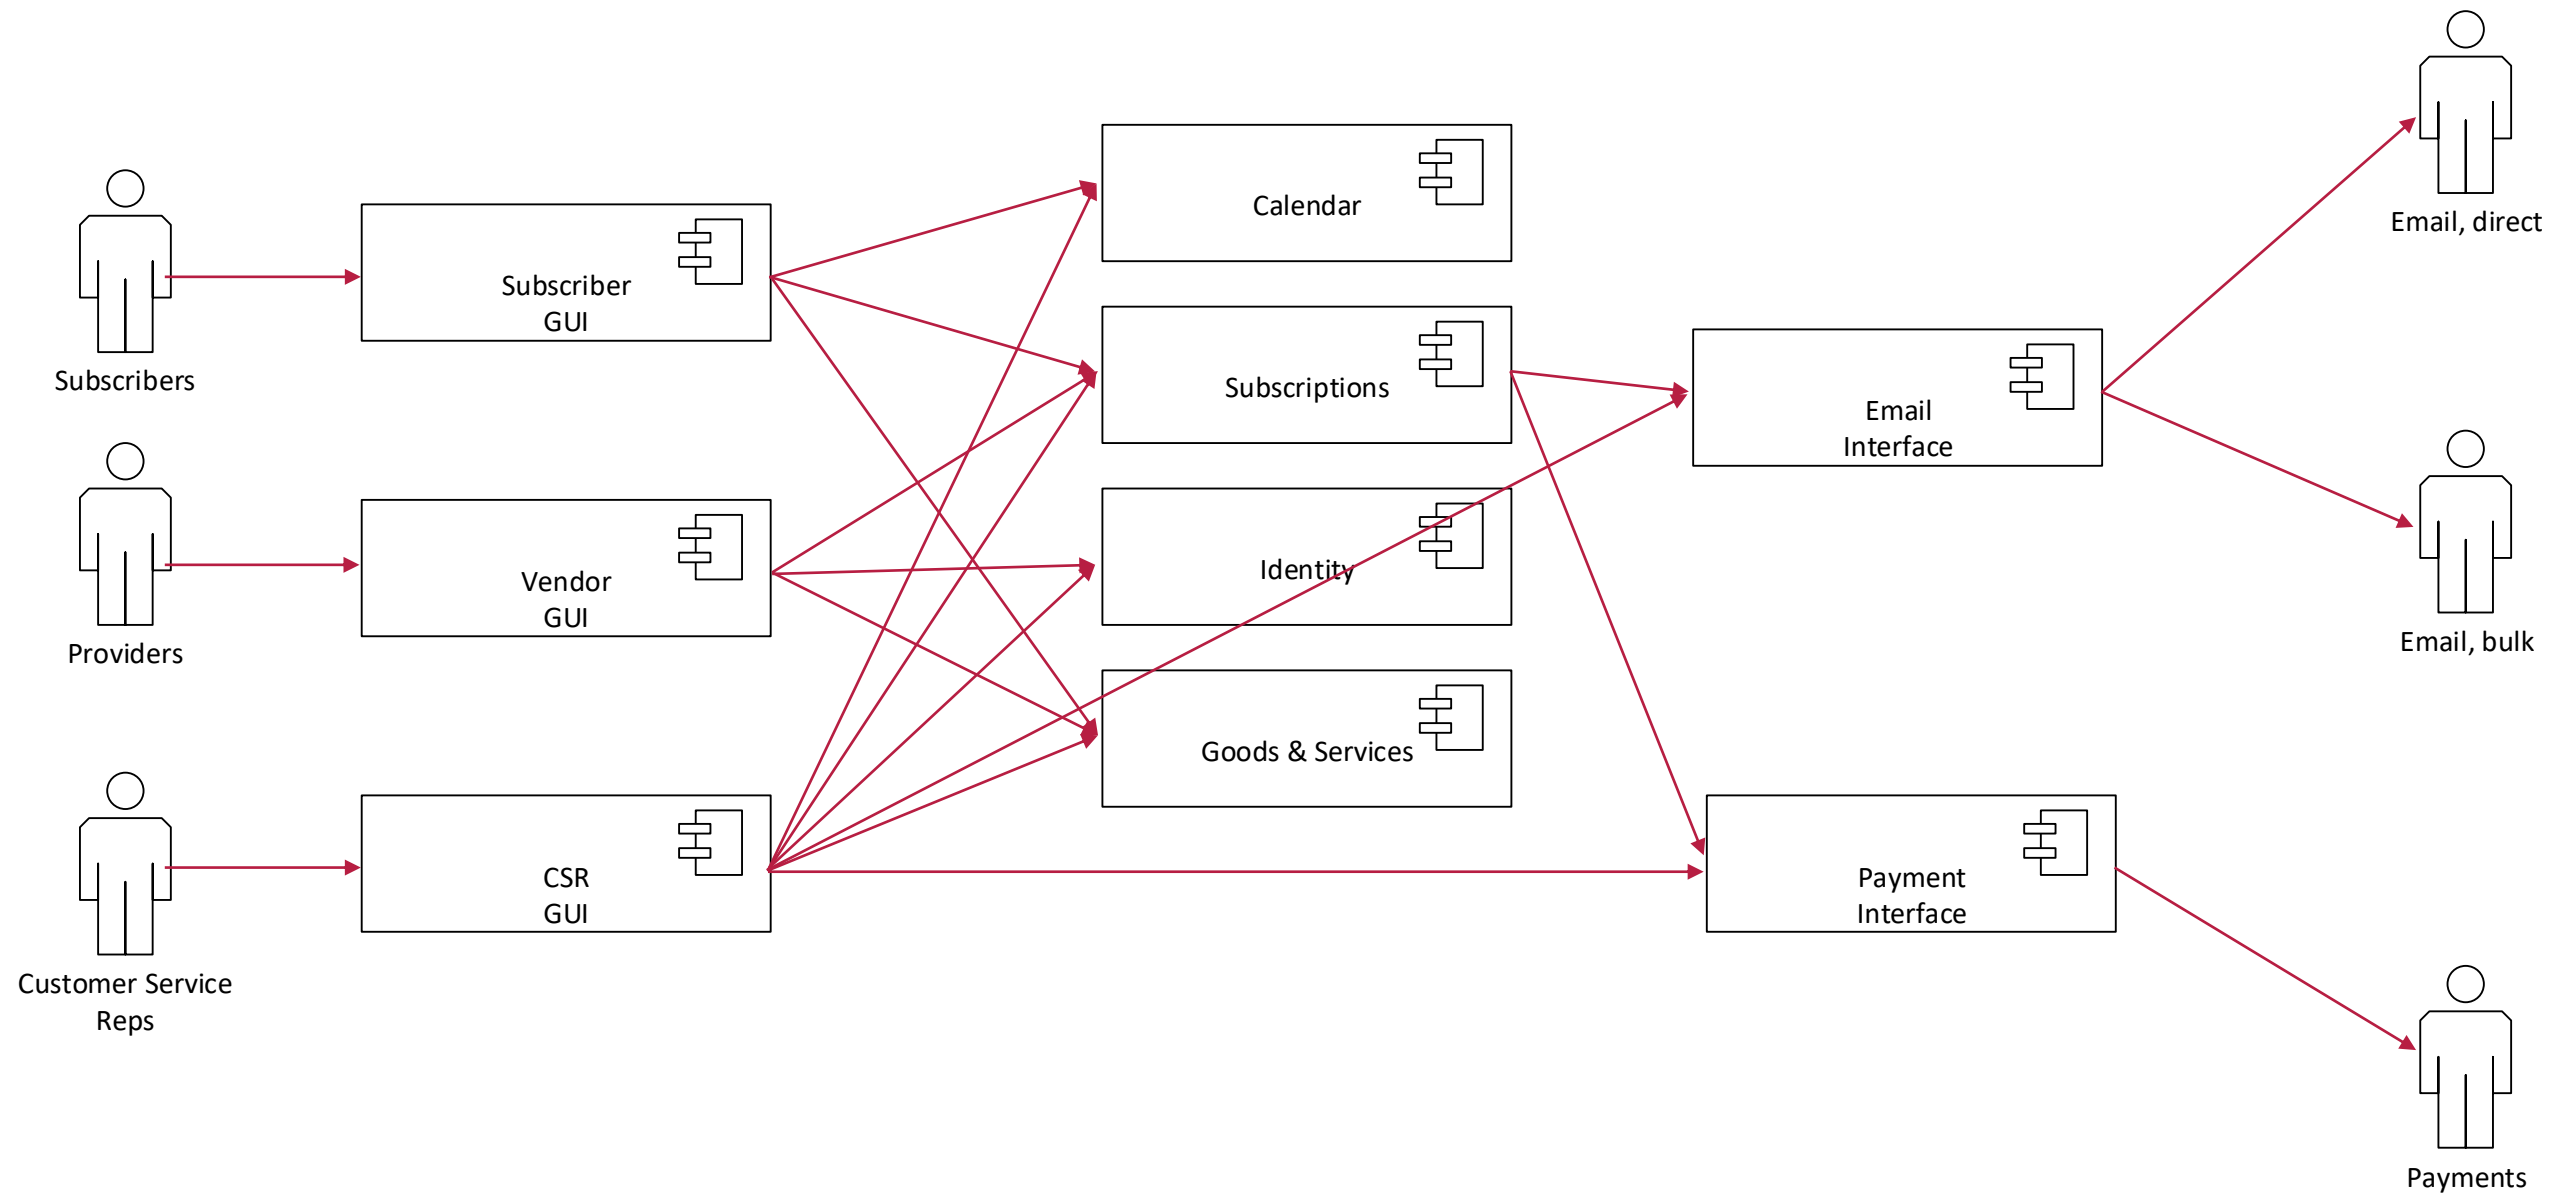 Subscribers
Providers
Customer Service
Reps
Subscriber
GUI
Vendor
GUI
CSR
GUI
Calendar
Subscriptions
Identity
Goods & Services
Email
Interface
Payment
Interface
Email, direct
Email, bulk
Payments